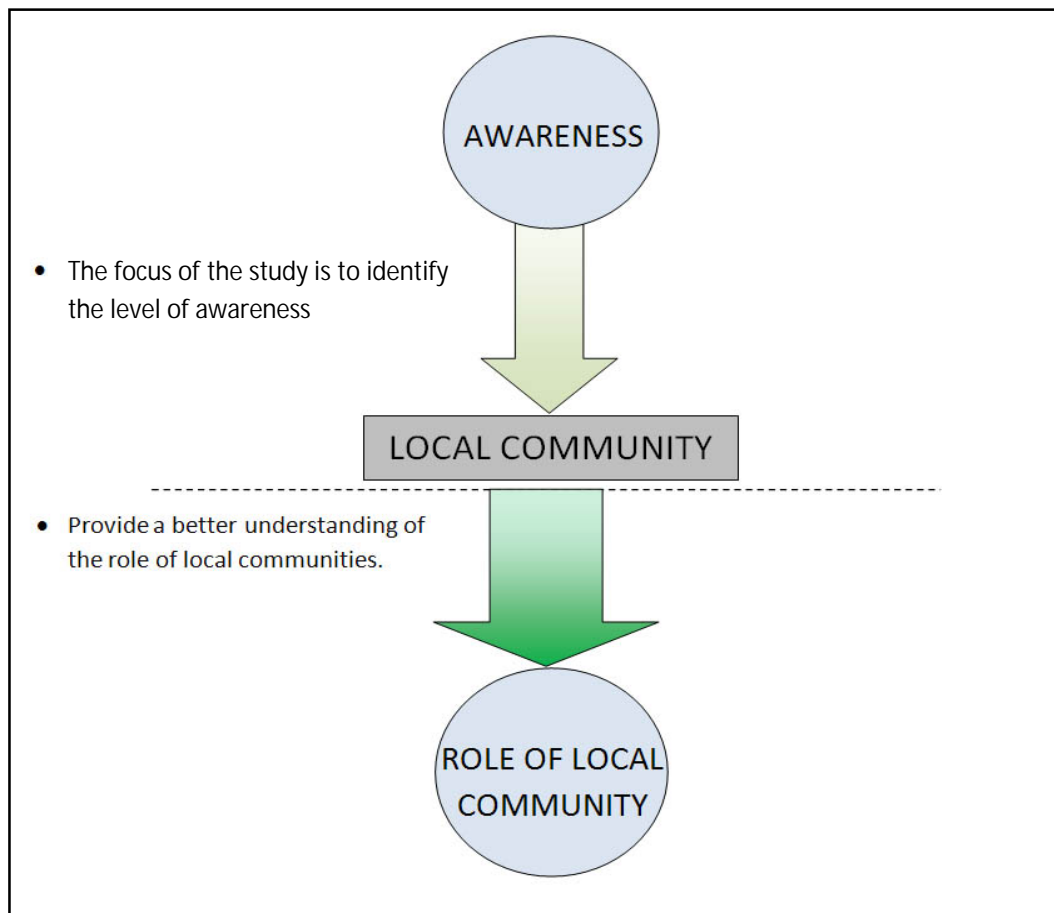 AWARENESS
• The focus of the study is to identify
the level of awareness
LOCAL COMMUNITY
• Provide a better understanding of
the role of local communities.
ROLE OF LOCAL
COMMUNITY